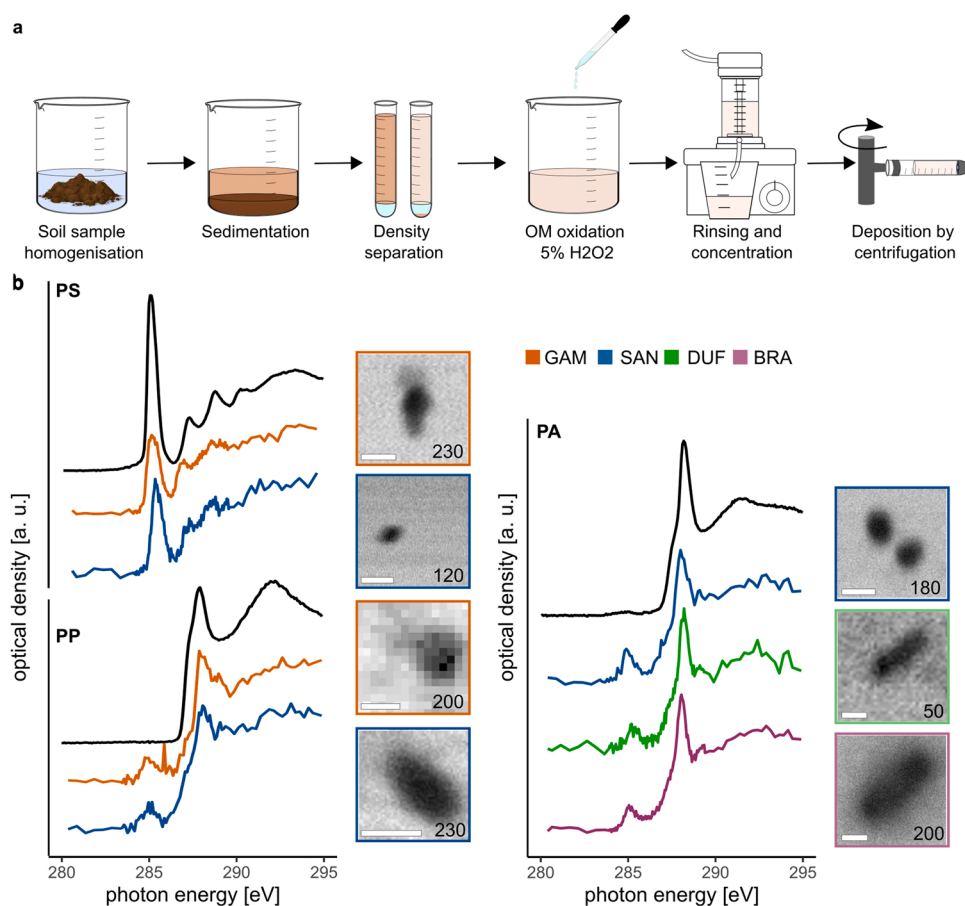 a
Soil sample
homogenisation
Sedimentation
Density
separation
OM oxidation
5% H2O2
Rinsing and
concentration
Deposition by
centrifugation
b
PS
230
120
PP
200
230
optical density [a. u.]
optical density [a. u.]
280 285 290 295
photon energy [eV]
GAM SAN DUF BRA
PA
180
50
200
optical density [a. u.]
280 285 290 295
photon energy [eV]